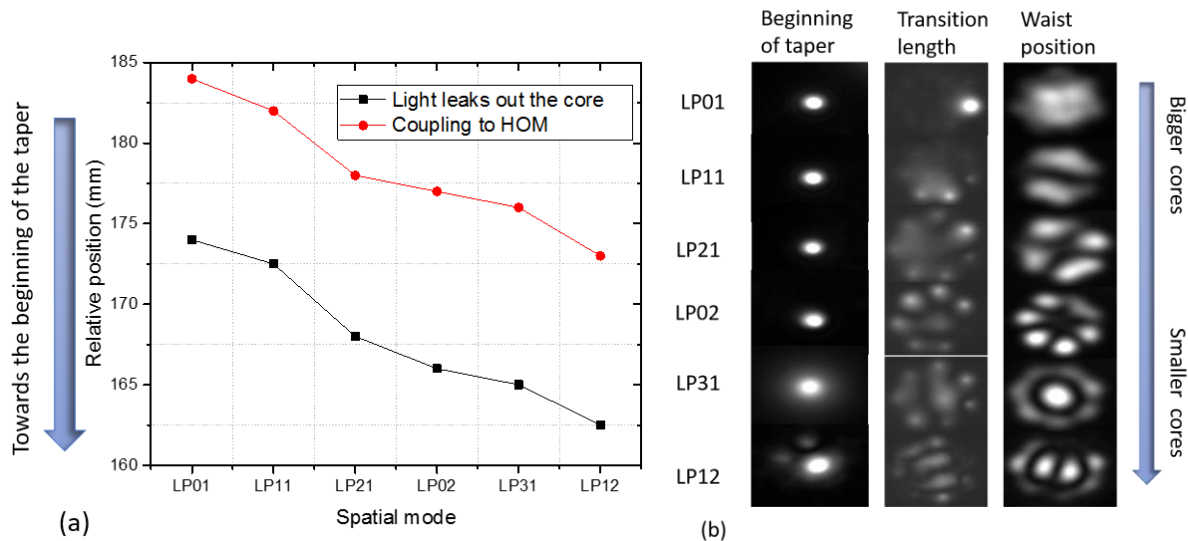 Towards the beginning of the taper
Relative position (mm)
185
180
175
170
165
160
Light leaks out the core
Coupling to HOM
LP01
LP11
LP21
LP02
LP31
LP12
Spatial mode
(a)
Beginning
of taper
Transition
length
Waist
position
LP01
LP11
LP21
LP02
LP31
LP12
Bigger cores
Smaller cores
(b)